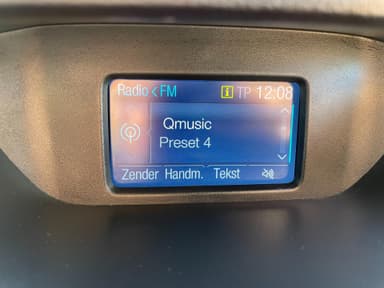 Radio <FM i TP 12:08
Qmusic
Preset 4
Zender Handm. Tekst